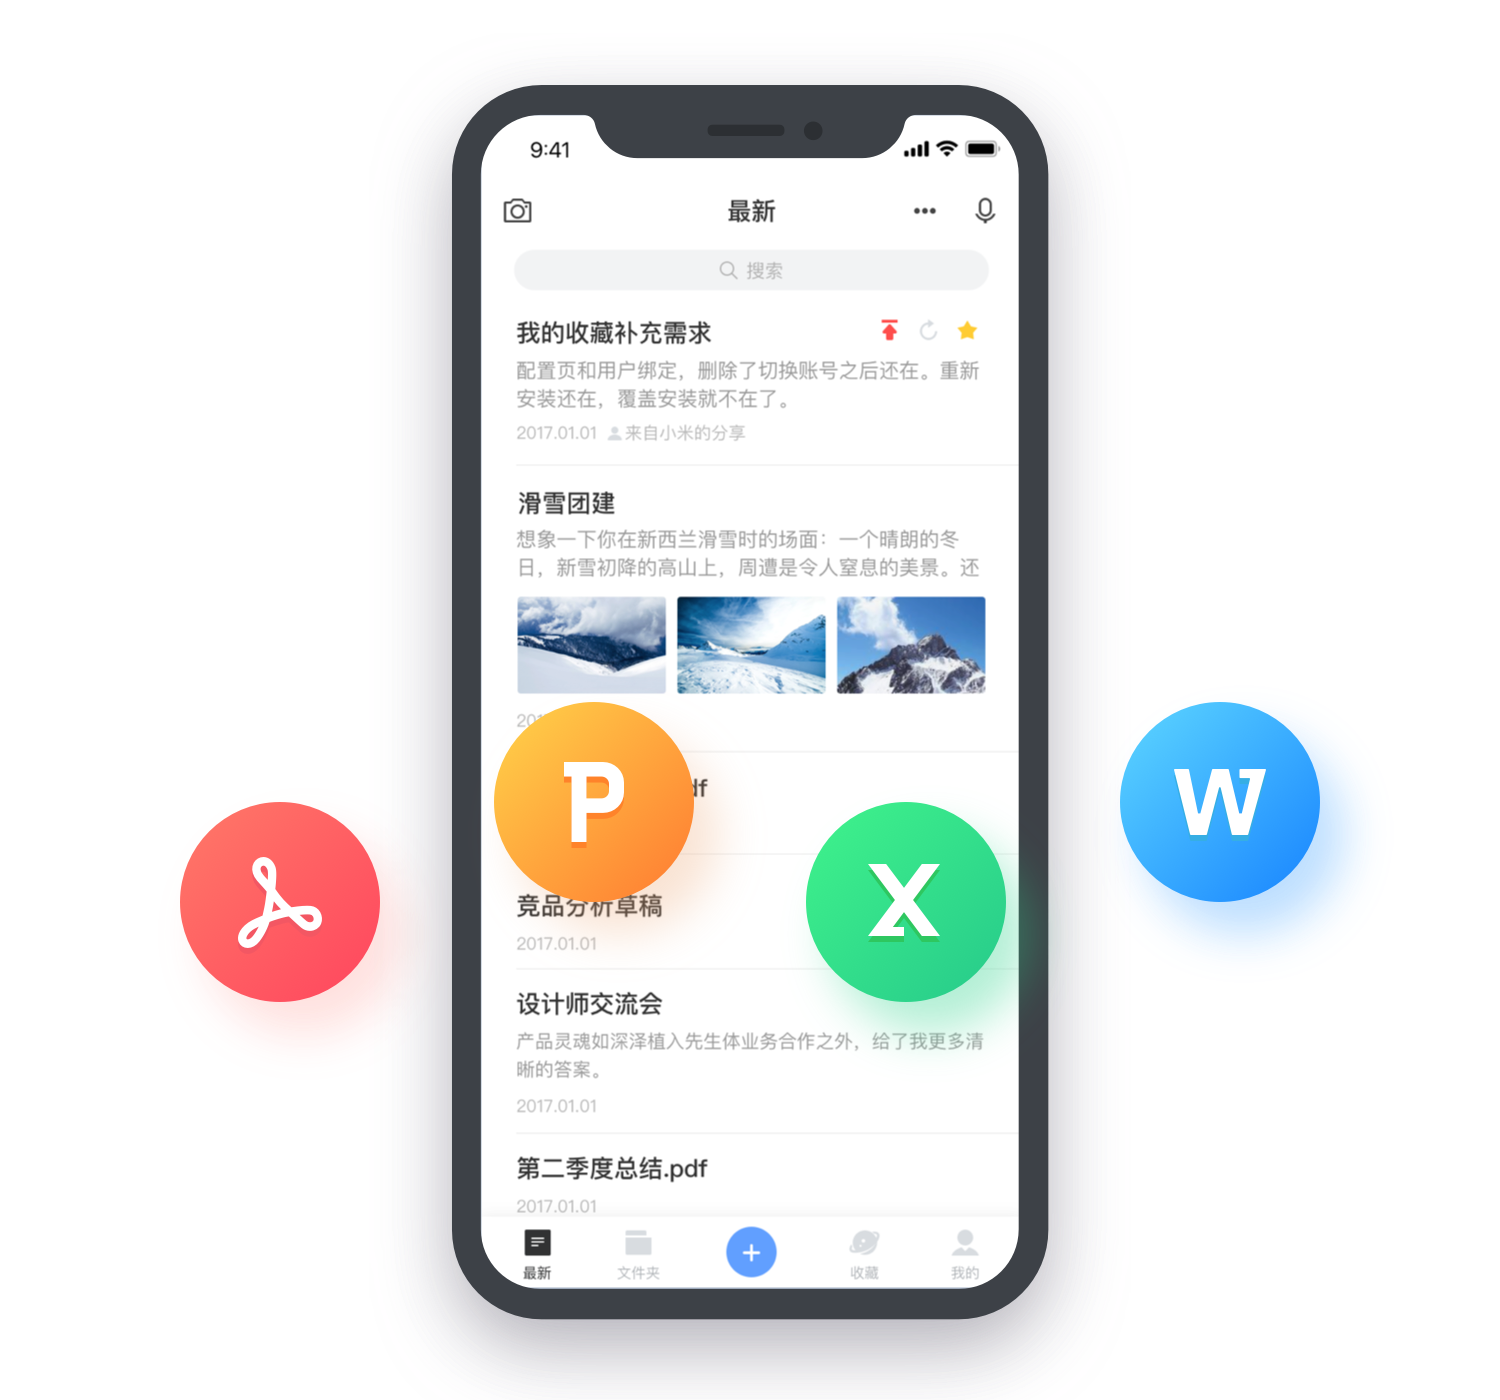 9:41
最新
搜索
我的收藏补充需求
配置页和用户绑定，删除了切换账号之后还在。重新
安装还在，覆盖安装就不在了。
2017.01.01 来自小米的分享
滑雪团建
想象一下你在新西兰滑雪时的场面：一个晴朗的冬
日，新雪初降的高山上，周遭是令人窒息的美景。还
P
W
X
竞品分析草稿
2017.01.01
设计师交流会
产品灵魂如深泽植入先生体业务合作之外，给了我更多清
晰的答案。
2017.01.01
第二季度总结.pdf
2017.01.01
最新
文件夹
收藏
我的